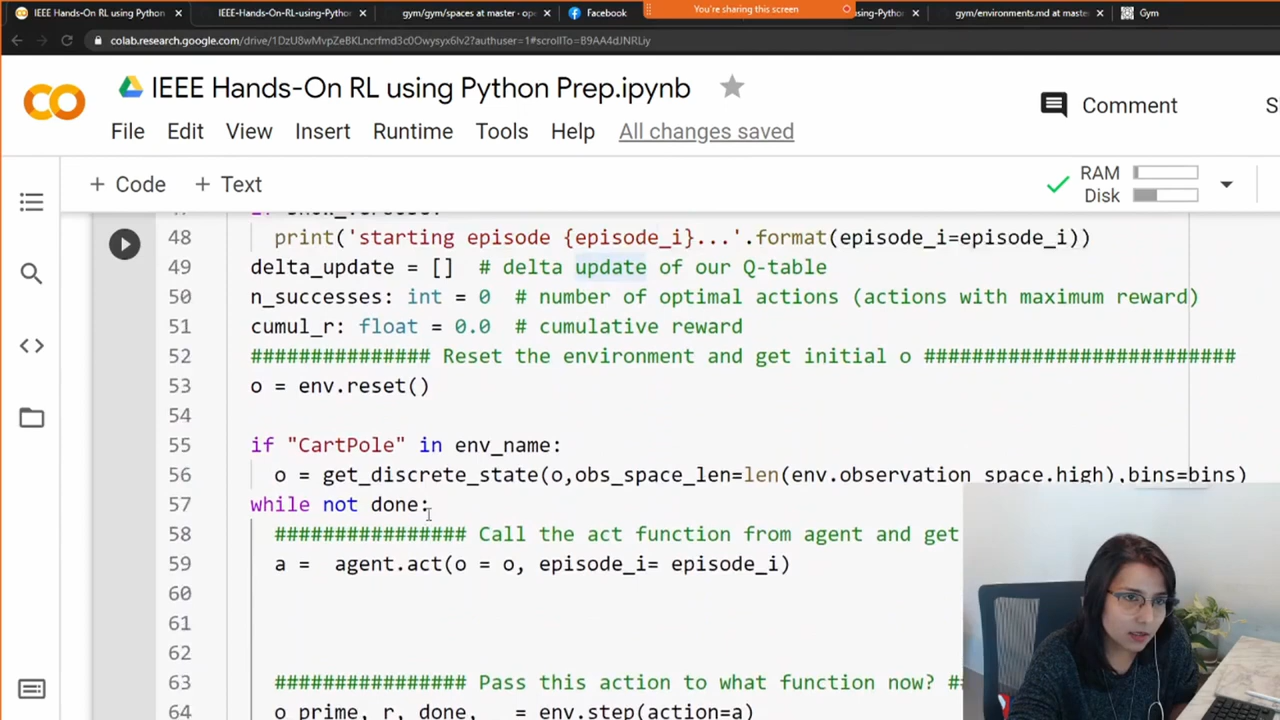 IEEE Hands-On RL using Python
IEEE-Hands-On-RL-using-Python-
gym/gym/spaces at master · ope
Facebook
You're sharing this screen
using-Python-
gym/environments.md at master
Gym
colab.research.google.com/drive/1DzU8wMvpZeBKLncrfmd3c0Owysyx6lv2?authuser=1#scrollTo=B9AA4dJNRLiy
IEEE Hands-On RL using Python Prep.ipynb
Comment
S
File Edit View Insert Runtime Tools Help All changes saved
+ Code + Text
RAM
Disk
48 print('starting episode {episode_i}...'.format(episode_i=episode_i))
49 delta_update = [] # delta update of our Q-table
50 n_successes: int = 0 # number of optimal actions (actions with maximum reward)
51 cumul_r: float = 0.0 # cumulative reward
52 ############### Reset the environment and get initial o ##########################
53 o = env.reset()
54
55 if "CartPole" in env_name:
56 o = get_discrete_state(o,obs_space_len=len(env.observation_space.high),bins=bins)
57 while not done:
58 ################ Call the act function from agent and get
59 a = agent.act(o = o, episode_i= episode_i)
60
61
62
63 ################ Pass this action to what function now? ##
64 o_prime, r, done, _ = env.step(action=a)